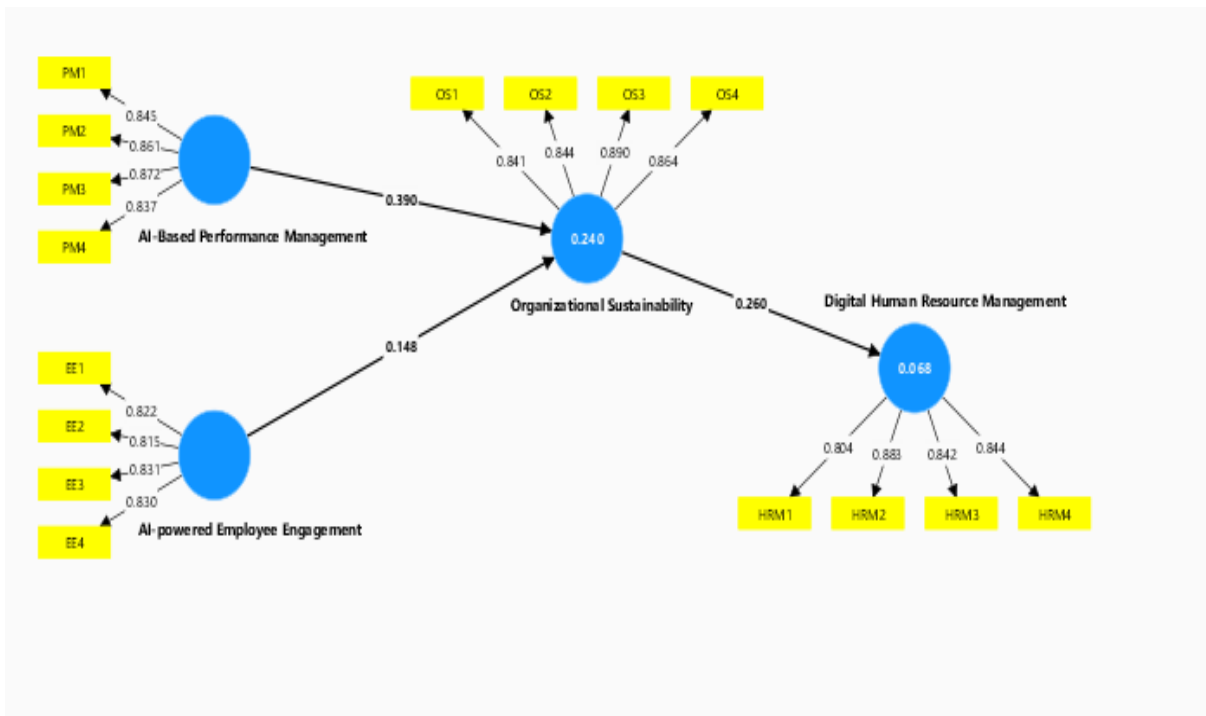 PM1
0.845
PM2
0.861
0.872
PM3
0.837
PM4
AI-Based Performance Management
OS1
OS2
OS3
OS4
0.841
0.844
0.890
0.864
0.390
0.240
Organizational Sustainability
0.260
Digital Human Resource Management
0.148
0.068
EE1
0.822
EE2
0.815
0.831
EE3
0.830
EE4
AI-powered Employee Engagement
0.804
0.883
0.842
0.844
HRM1
HRM2
HRM3
HRM4